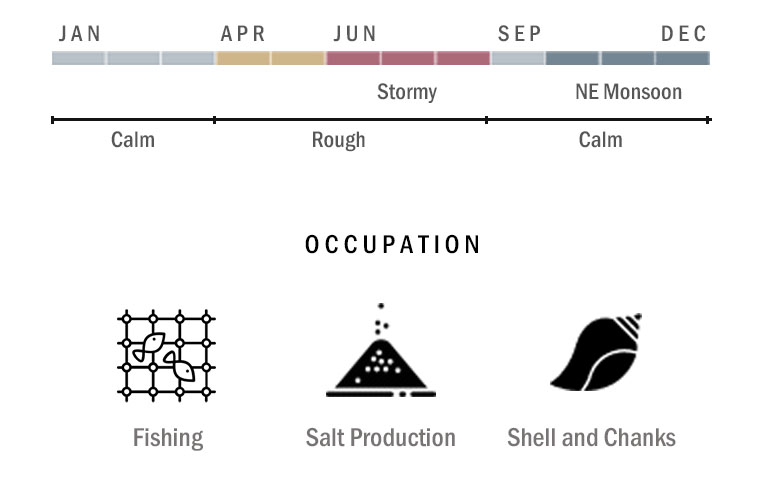 JAN APR JUN SEP DEC
Stormy NE Monsoon
Calm Rough Calm
OCCUPATION
Fishing Salt Production Shell and Chanks